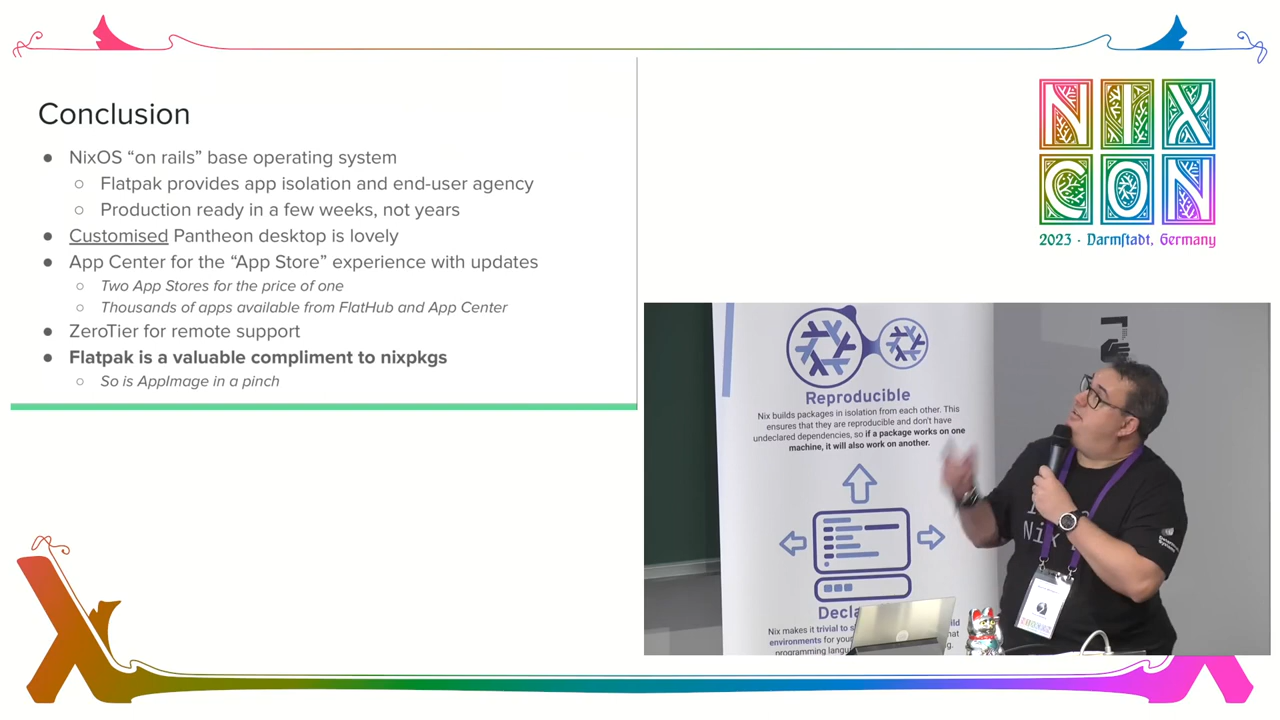 Conclusion
● NixOS “on rails” base operating system
○ Flatpak provides app isolation and end-user agency
○ Production ready in a few weeks, not years
● Customised Pantheon desktop is lovely
● App Center for the “App Store” experience with updates
○ Two App Stores for the price of one
○ Thousands of apps available from FlatHub and App Center
● ZeroTier for remote support
● Flatpak is a valuable compliment to nixpkgs
○ So is AppImage in a pinch
NIX
CON
2023 · Darmſtadt, Germany
Reproducible
Nix builds packages in isolation from each other. This
ensures that they are reproducible and don't have
undeclared dependencies, so if a package works on one
machine, it will also work on another.
Nix makes it trivial to
environments for your
programming
Nix